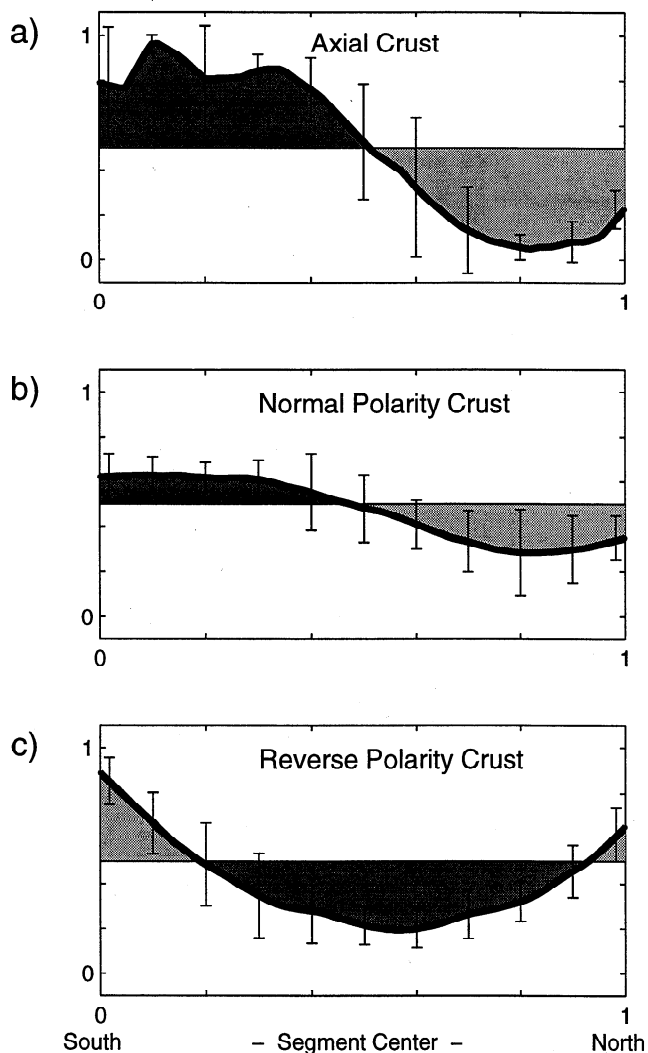 a)
Axial Crust
1
0
0
1
b)
Normal Polarity Crust
1
0
0
1
c)
Reverse Polarity Crust
1
0
0
1
South – Segment Center – North